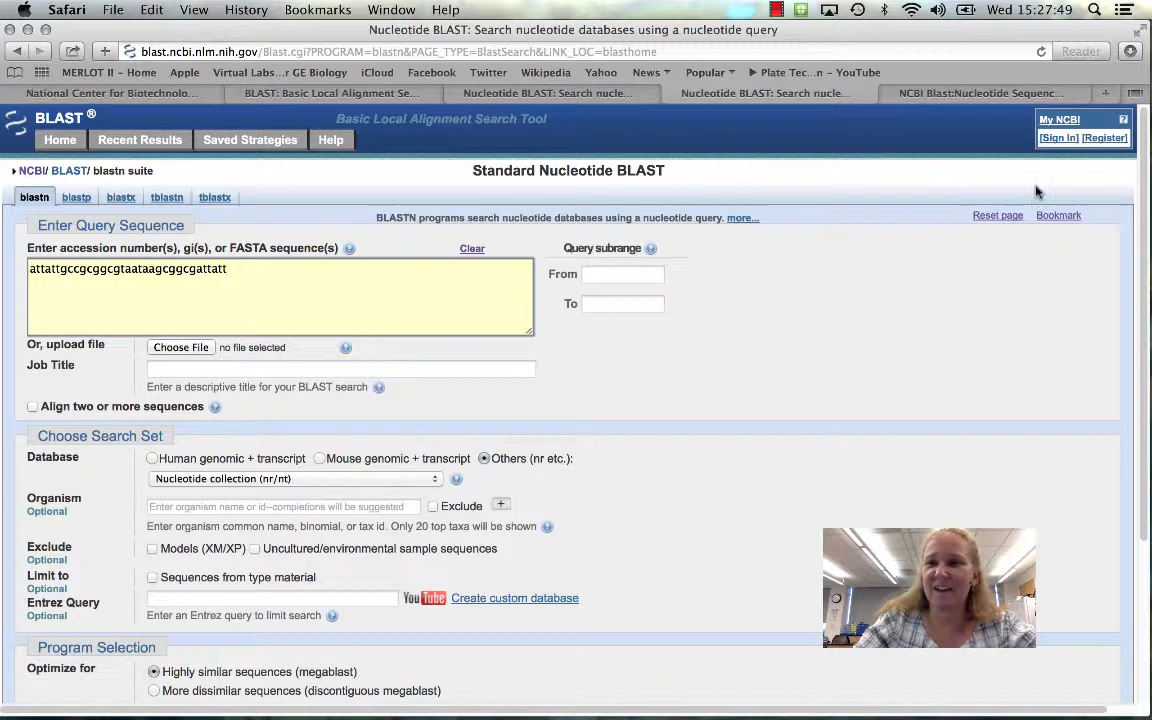 Safari File Edit View History Bookmarks Window Help Wed 15:27:49
Nucleotide BLAST: Search nucleotide databases using a nucleotide query
blast.ncbi.nlm.nih.gov/Blast.cgi?PROGRAM=blastn&PAGE_TYPE=BlastSearch&LINK_LOC=blasthome Reader
MERLOT II - Home Apple Virtual Labs...r GE Biology iCloud Facebook Twitter Wikipedia Yahoo News Popular Plate Tec...n - YouTube
National Center for Biotechnolo... BLAST: Basic Local Alignment Se... Nucleotide BLAST: Search nucle... Nucleotide BLAST: Search nucle... NCBI Blast:Nucleotide Sequenc...
BLAST ® Basic Local Alignment Search Tool My NCBI ?
Home Recent Results Saved Strategies Help [Sign In] [Register]
NCBI/ BLAST/ blastn suite Standard Nucleotide BLAST
blastn blastp blastx tblastn tblastx
Enter Query Sequence BLASTN programs search nucleotide databases using a nucleotide query. more... Reset page Bookmark
Enter accession number(s), gi(s), or FASTA sequence(s) Clear Query subrange
attattgccgcggcgtaataagcggcgattatt
From
To
Or, upload file Choose File no file selected
Job Title
Enter a descriptive title for your BLAST search
Align two or more sequences
Choose Search Set
Database Human genomic + transcript Mouse genomic + transcript Others (nr etc.):
Nucleotide collection (nr/nt)
Organism
Optional
Enter organism name or id--completions will be suggested Exclude +
Enter organism common name, binomial, or tax id. Only 20 top taxa will be shown
Exclude
Optional
Models (XM/XP) Uncultured/environmental sample sequences
Limit to
Optional
Sequences from type material
Entrez Query
Optional
YouTube Create custom database
Enter an Entrez query to limit search
Program Selection
Optimize for Highly similar sequences (megablast)
More dissimilar sequences (discontiguous megablast)